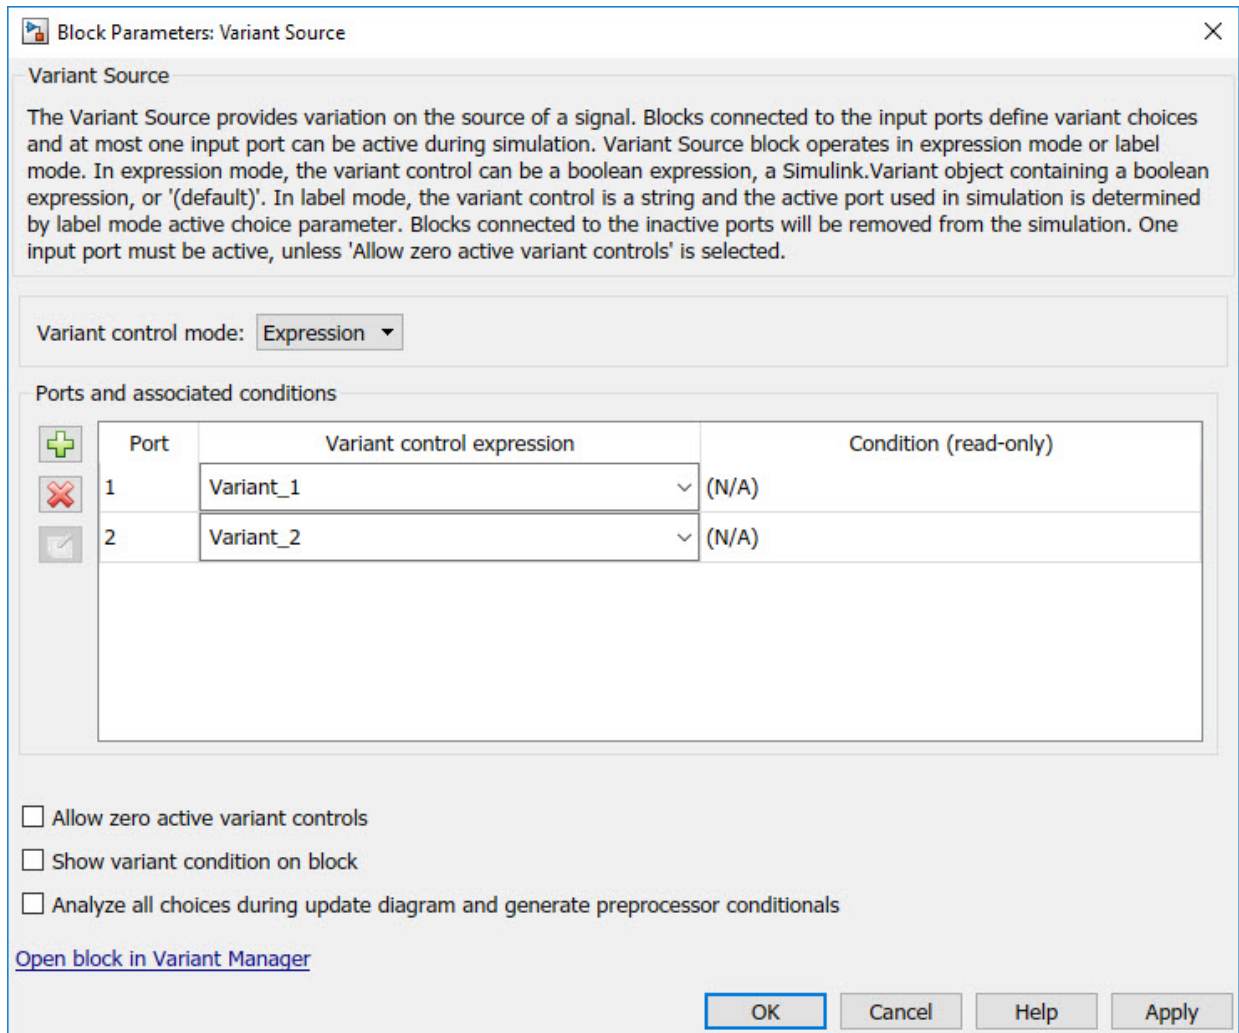 Block Parameters: Variant Source
Variant Source
The Variant Source provides variation on the source of a signal. Blocks connected to the input ports define variant choices
and at most one input port can be active during simulation. Variant Source block operates in expression mode or label
mode. In expression mode, the variant control can be a boolean expression, a Simulink.Variant object containing a boolean
expression, or '(default)'. In label mode, the variant control is a string and the active port used in simulation is determined
by label mode active choice parameter. Blocks connected to the inactive ports will be removed from the simulation. One
input port must be active, unless 'Allow zero active variant controls' is selected.
Variant control mode: Expression
Ports and associated conditions
Port Variant control expression Condition (read-only)
1 Variant_1 (N/A)
2 Variant_2 (N/A)
Allow zero active variant controls
Show variant condition on block
Analyze all choices during update diagram and generate preprocessor conditionals
Open block in Variant Manager
OK Cancel Help Apply